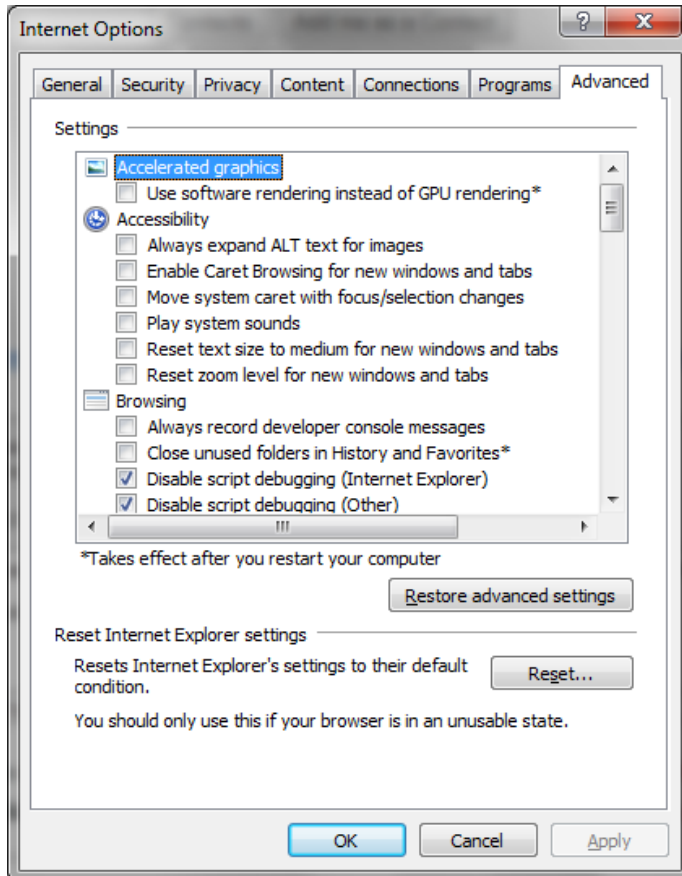 Internet Options
General Security Privacy Content Connections Programs Advanced
Settings
Accelerated graphics
Use software rendering instead of GPU rendering*
Accessibility
Always expand ALT text for images
Enable Caret Browsing for new windows and tabs
Move system caret with focus/selection changes
Play system sounds
Reset text size to medium for new windows and tabs
Reset zoom level for new windows and tabs
Browsing
Always record developer console messages
Close unused folders in History and Favorites*
Disable script debugging (Internet Explorer)
Disable script debugging (Other)
*Takes effect after you restart your computer
Restore advanced settings
Reset Internet Explorer settings
Resets Internet Explorer's settings to their default
condition.
Reset...
You should only use this if your browser is in an unusable state.
OK Cancel Apply